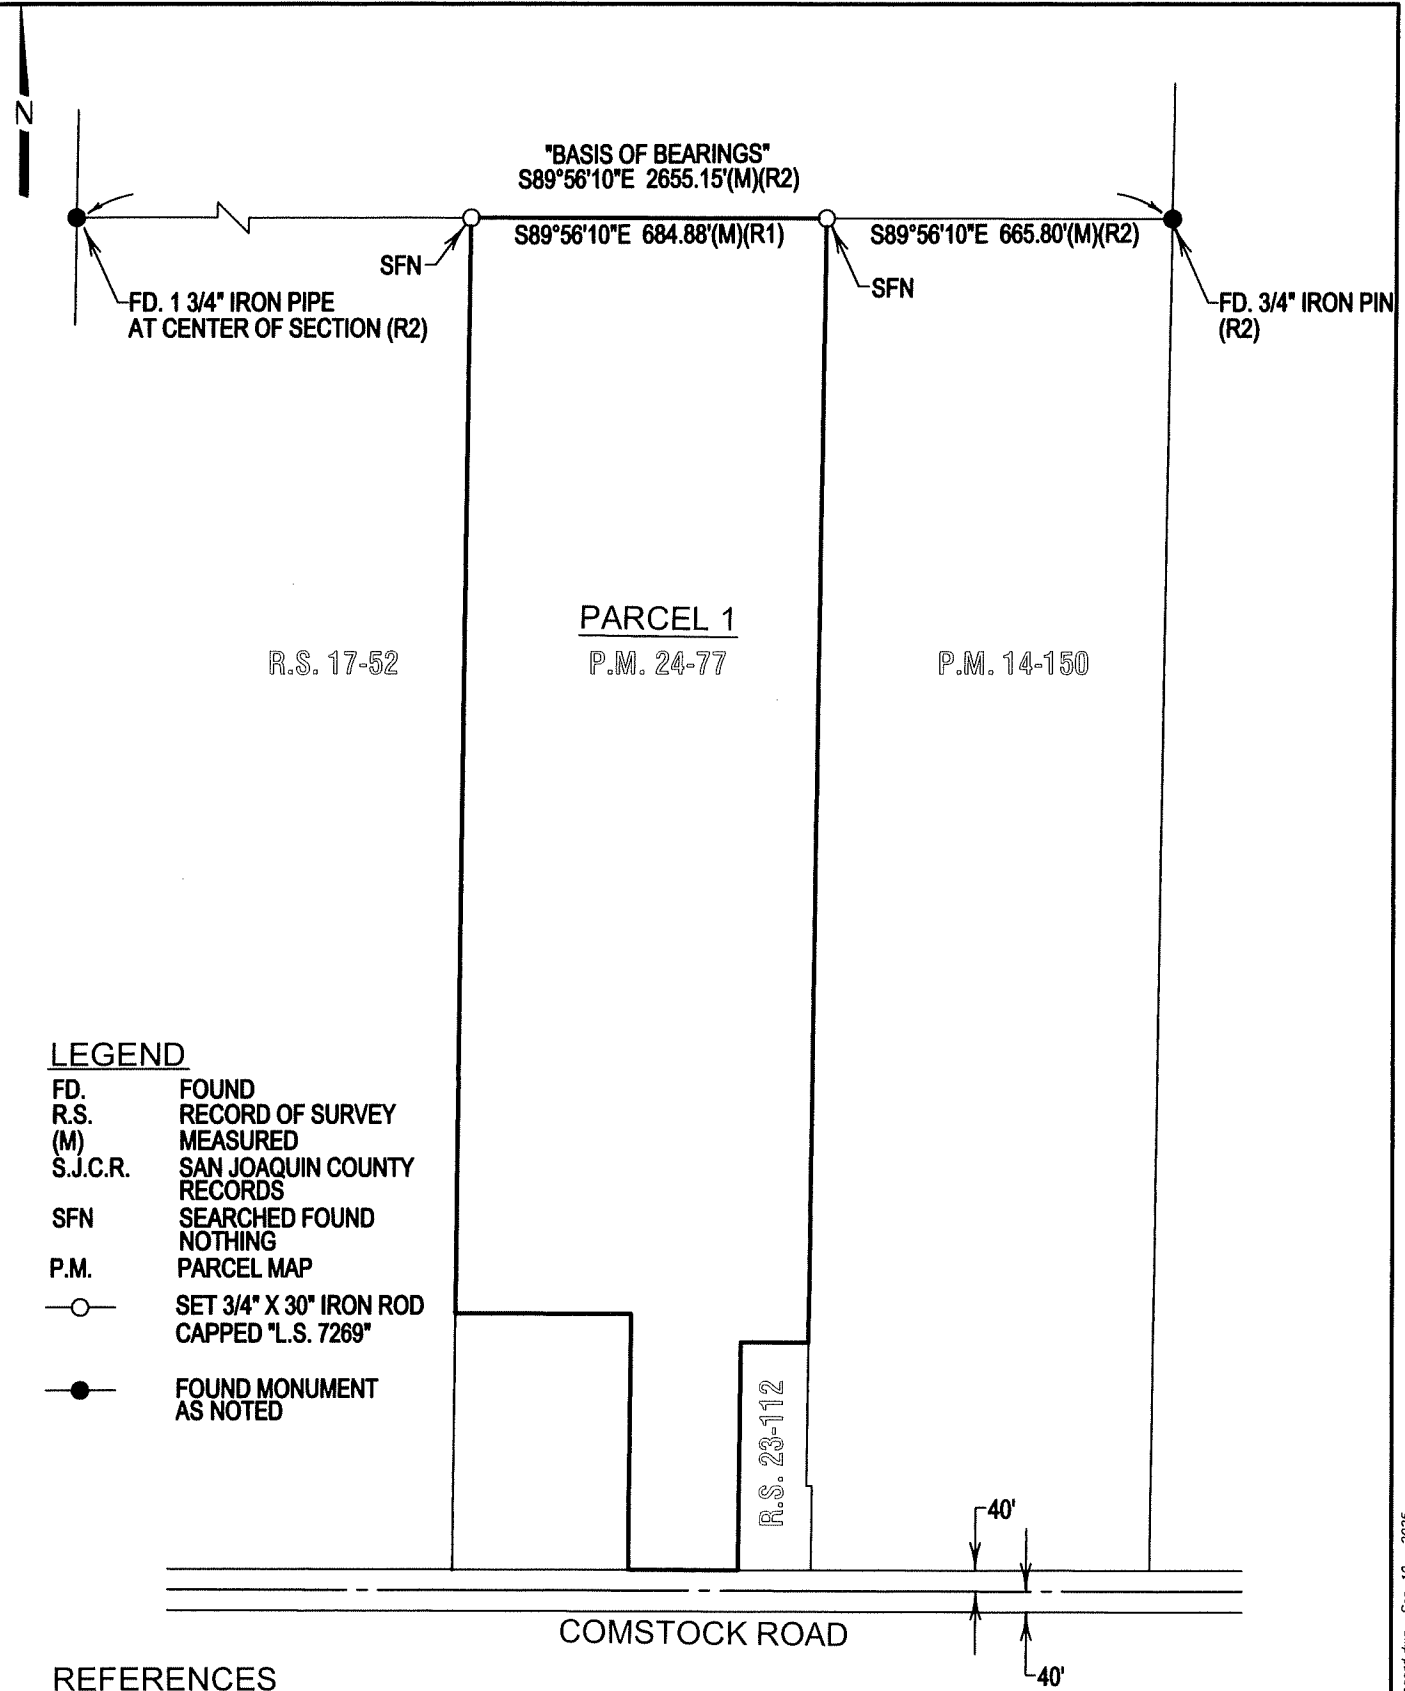 N
"BASIS OF BEARINGS"
S89°56'10"E 2655.15'(M)(R2)
S89°56'10"E 684.88'(M)(R1)
S89°56'10"E 665.80'(M)(R2)
SFN
SFN
FD. 1 3/4" IRON PIPE
AT CENTER OF SECTION (R2)
FD. 3/4" IRON PIN
(R2)
PARCEL 1
R.S. 17-52
P.M. 24-77
P.M. 14-150
LEGEND
FD. FOUND
R.S. RECORD OF SURVEY
(M) MEASURED
S.J.C.R. SAN JOAQUIN COUNTY
RECORDS
SFN SEARCHED FOUND
NOTHING
P.M. PARCEL MAP
SET 3/4" X 30" IRON ROD
CAPPED "L.S. 7269"
FOUND MONUMENT
AS NOTED
R.S. 23-112
40'
COMSTOCK ROAD
40'
REFERENCES